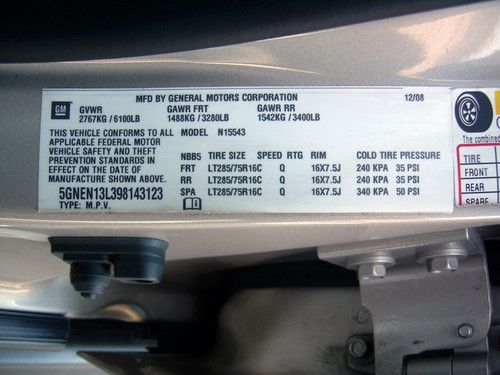 MFD BY GENERAL MOTORS CORPORATION 12/08
GM GVWR GAWR FRT GAWR RR
2767KG / 6100LB 1488KG / 3280LB 1542KG / 3400LB
THIS VEHICLE CONFORMS TO ALL MODEL N15543
APPLICABLE FEDERAL MOTOR
VEHICLE SAFETY AND THEFT
PREVENTION STANDARDS IN
EFFECT ON THE DATE OF
MANUFACTURE SHOWN ABOVE.
5GNEN13L398143123
TYPE: M.P.V.
NBB5 TIRE SIZE SPEED RTG RIM COLD TIRE PRESSURE
FRT LT285/75R16C Q 16X7.5J 240 KPA 35 PSI
RR LT285/75R16C Q 16X7.5J 240 KPA 35 PSI
SPA LT285/75R16C Q 16X7.5J 340 KPA 50 PSI
The combined
TIRE
FRONT
REAR
SPARE